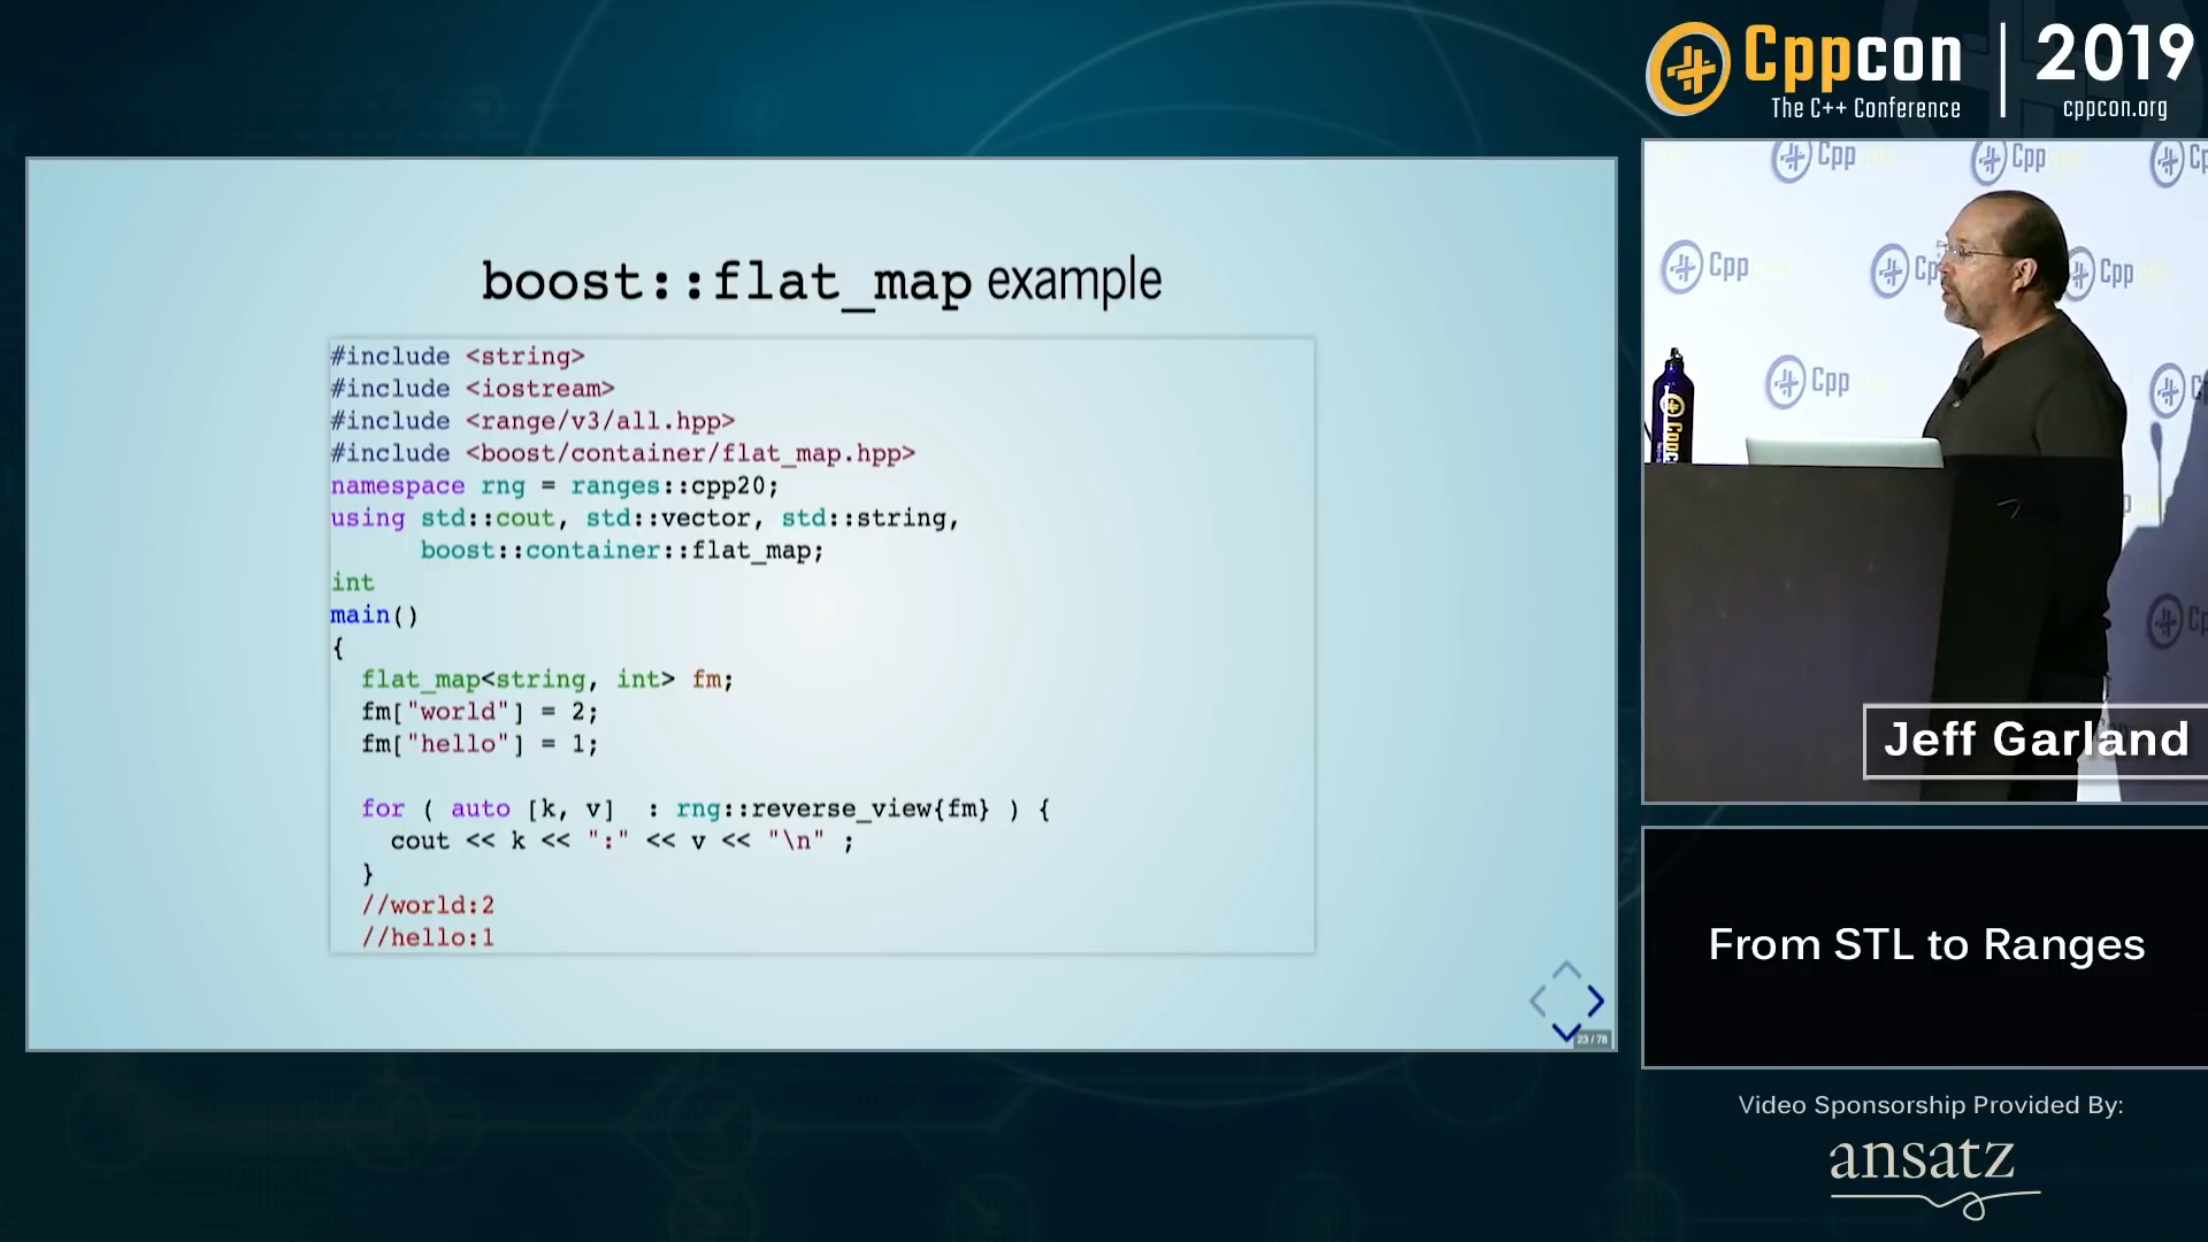 Cppcon
The C++ Conference
2019
cppcon.org
boost::flat_map example
#include <string>
#include <iostream>
#include <range/v3/all.hpp>
#include <boost/container/flat_map.hpp>
namespace rng = ranges::cpp20;
using std::cout, std::vector, std::string,
      boost::container::flat_map;
int
main()
{
  flat_map<string, int> fm;
  fm["world"] = 2;
  fm["hello"] = 1;
  for ( auto [k, v]  : rng::reverse_view{fm} ) {
    cout << k << ":" << v << "\n" ;
  }
  //world:2
  //hello:1
23/78
Cpp
Cpp
Cpp
Cpp
Cpp
Cpp
Jeff Garland
From STL to Ranges
Video Sponsorship Provided By:
ansatz